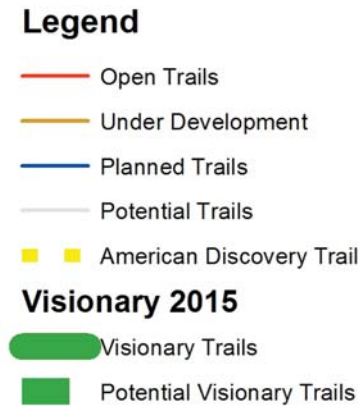 Legend
Open Trails
Under Development
Planned Trails
Potential Trails
American Discovery Trail
Visionary 2015
Visionary Trails
Potential Visionary Trails